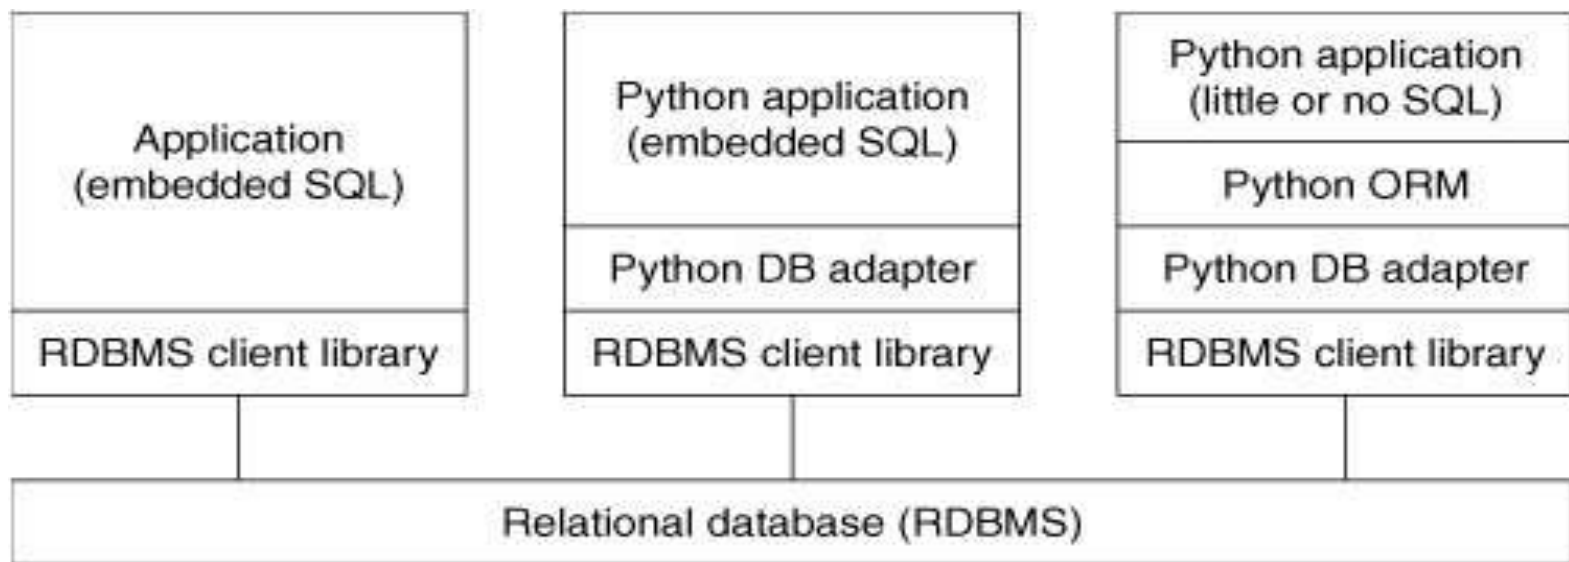 Application
(embedded SQL)
RDBMS client library
Python application
(embedded SQL)
Python DB adapter
RDBMS client library
Python application
(little or no SQL)
Python ORM
Python DB adapter
RDBMS client library
Relational database (RDBMS)